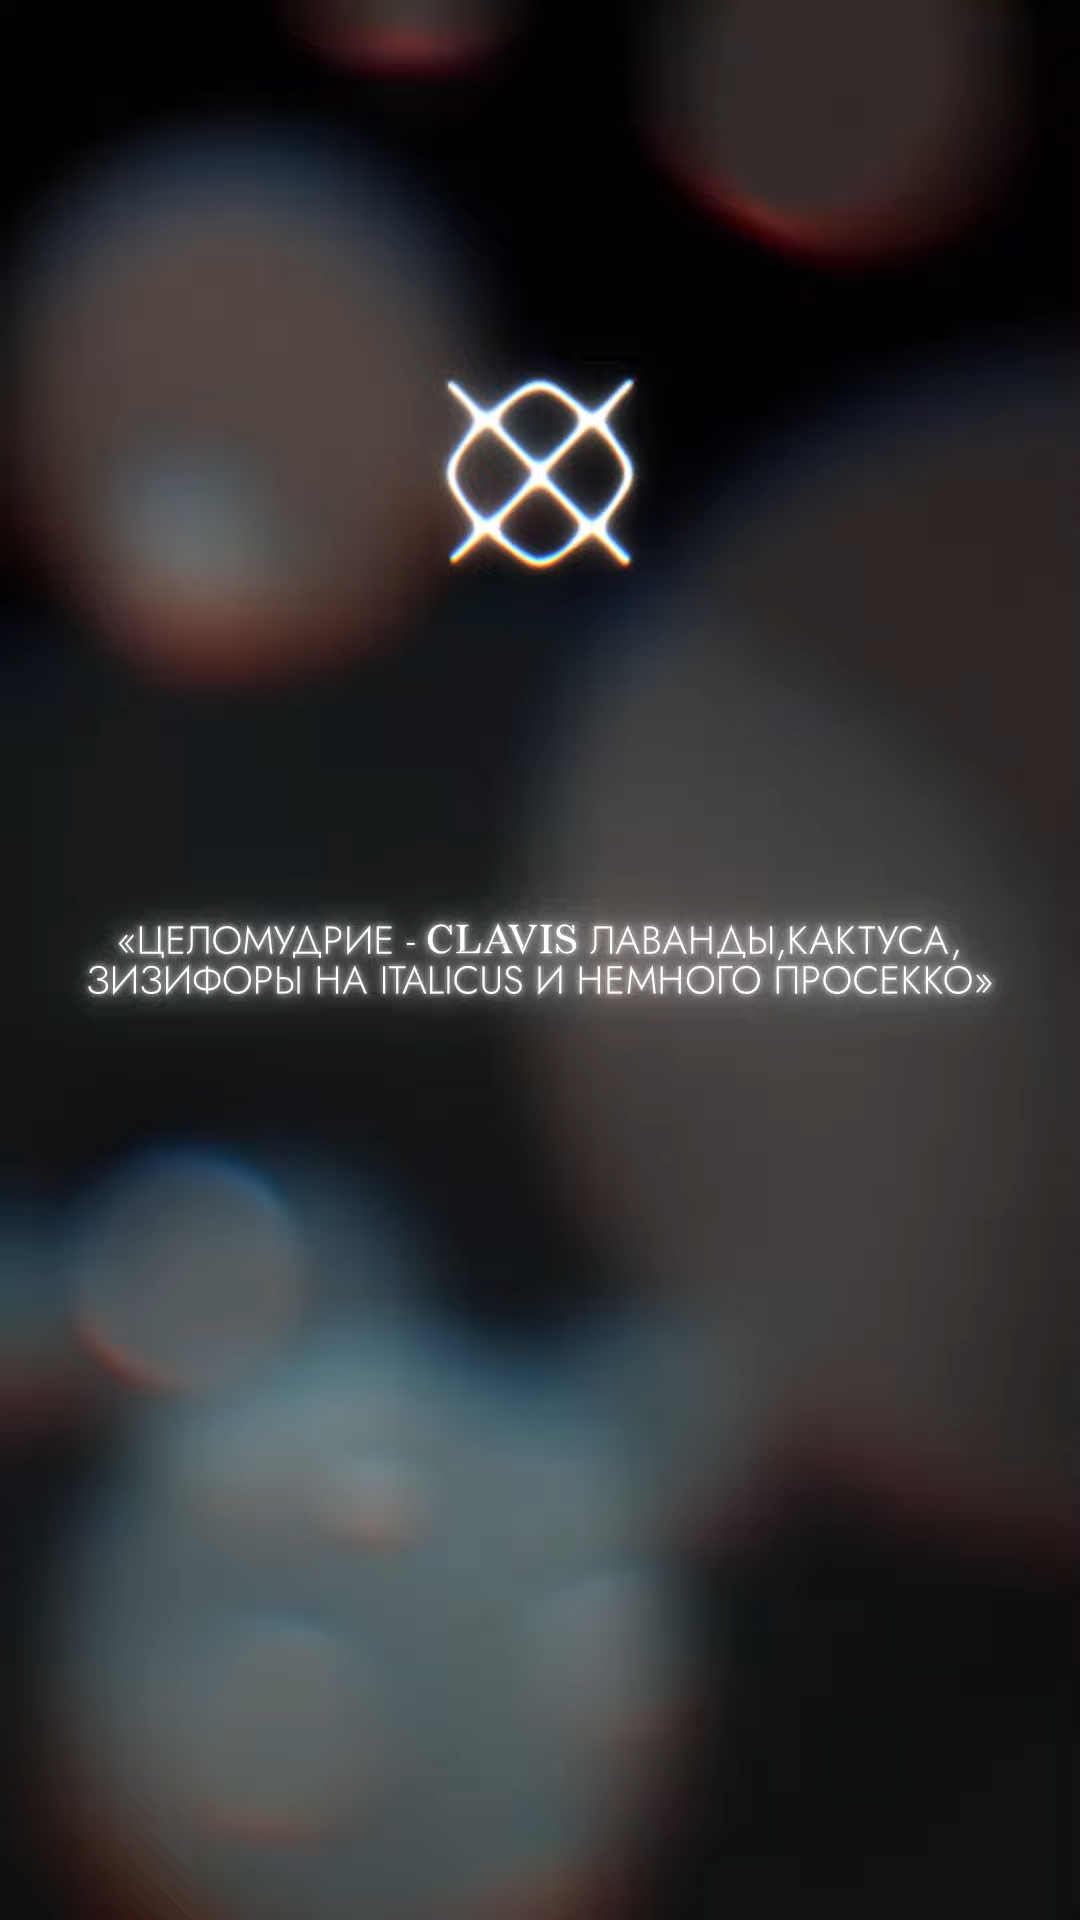 «ЦЕЛОМУДРИЕ - CLAVIS ЛАВАНДЫ,КАКТУСА,
ЗИЗИФОРЫ НА ITALICUS И НЕМНОГО ПРОСЕККО»